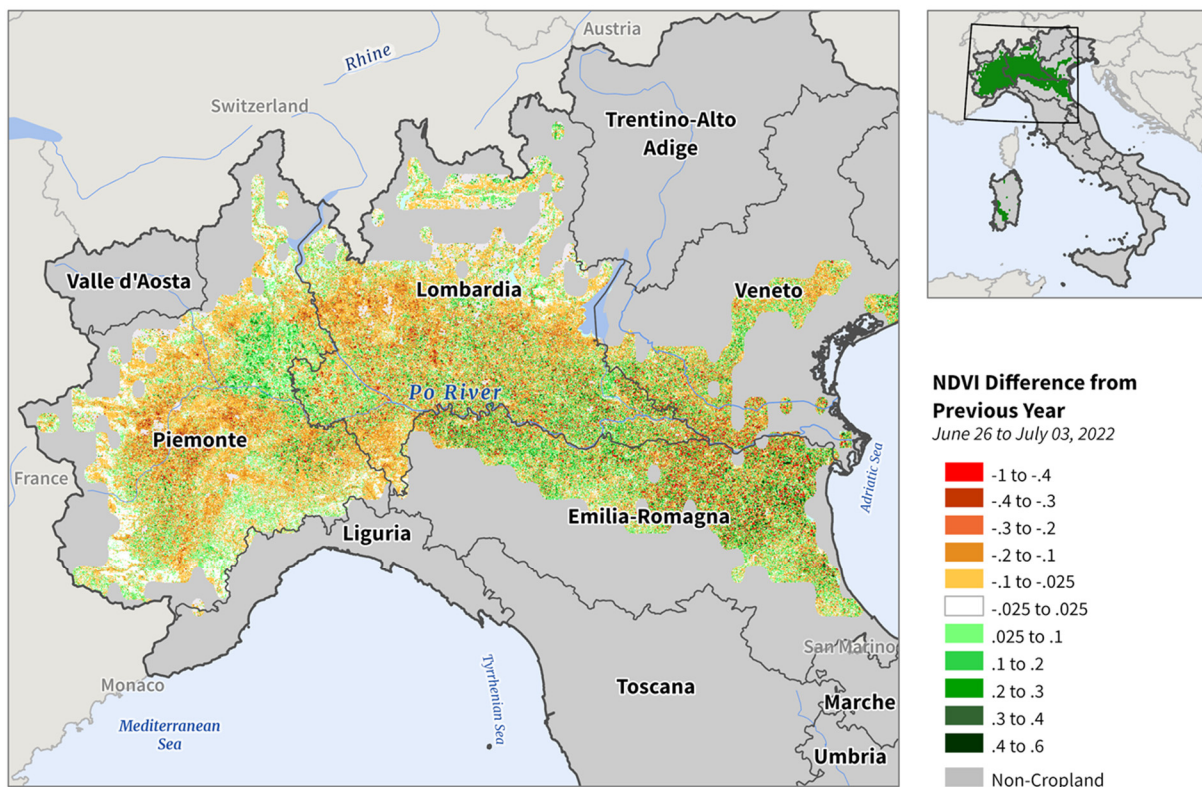 Austria
Rhine
Switzerland
Trentino-Alto
Adige
Valle d'Aosta
Lombardia
Veneto
Po River
Piemonte
France
Adriatic Sea
Emilia-Romagna
Liguria
San Marino
Monaco
Toscana
Tyrrhenian Sea
Marche
Mediterranean
Sea
Umbria
NDVI Difference from
Previous Year
June 26 to July 03, 2022
-1 to -.4
-.4 to -.3
-.3 to -.2
-.2 to -.1
-.1 to -.025
-.025 to .025
.025 to .1
.1 to .2
.2 to .3
.3 to .4
.4 to .6
Non-Cropland